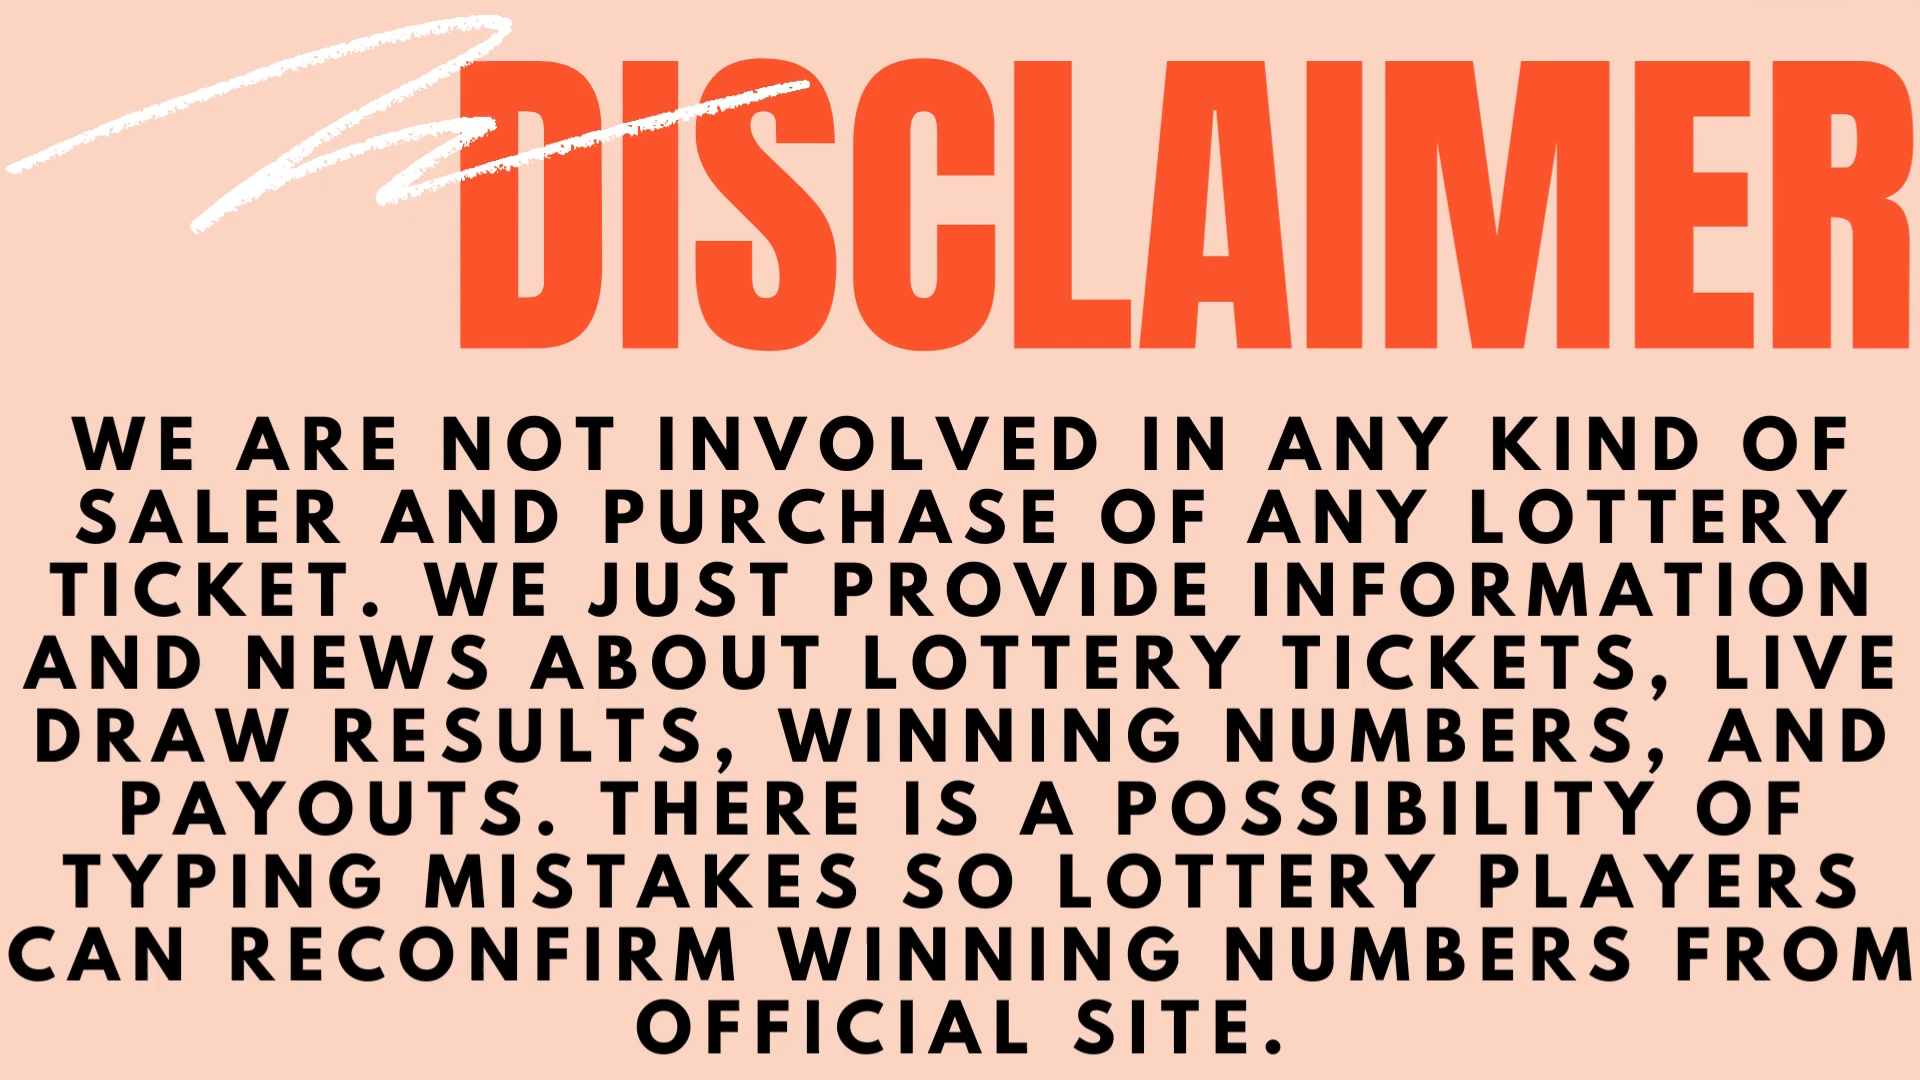 DISCLAIMER
WE ARE NOT INVOLVED IN ANY KIND OF
SALER AND PURCHASE OF ANY LOTTERY
TICKET. WE JUST PROVIDE INFORMATION
AND NEWS ABOUT LOTTERY TICKETS, LIVE
DRAW RESULTS, WINNING NUMBERS, AND
PAYOUTS. THERE IS A POSSIBILITY OF
TYPING MISTAKES SO LOTTERY PLAYERS
CAN RECONFIRM WINNING NUMBERS FROM
OFFICIAL SITE.